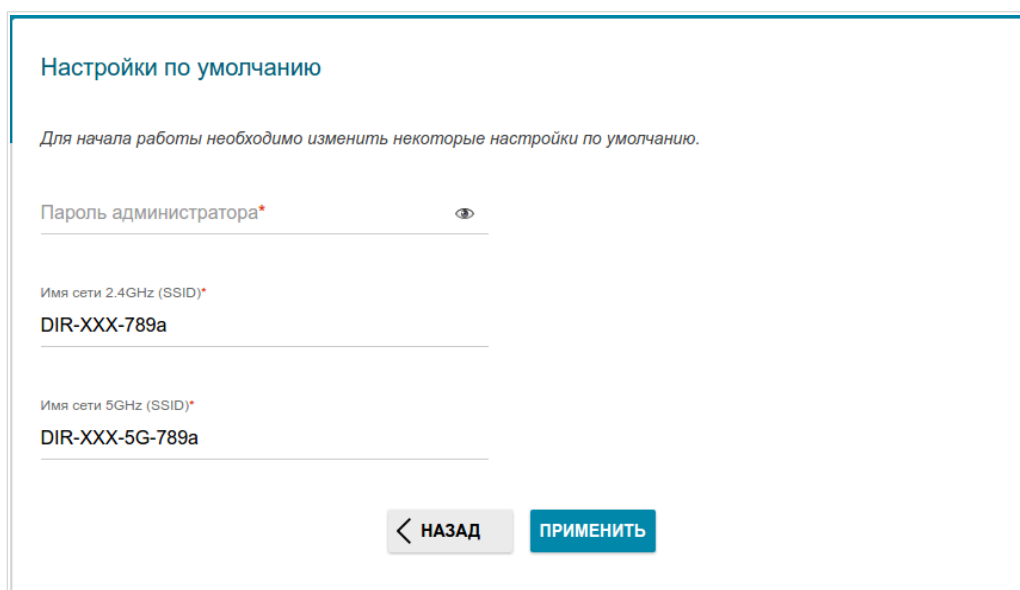 Настройки по умолчанию
Для начала работы необходимо изменить некоторые настройки по умолчанию.
Пароль администратора*
Имя сети 2.4GHz (SSID)*
DIR-XXX-789a
Имя сети 5GHz (SSID)*
DIR-XXX-5G-789a
НАЗАД
ПРИМЕНИТЬ